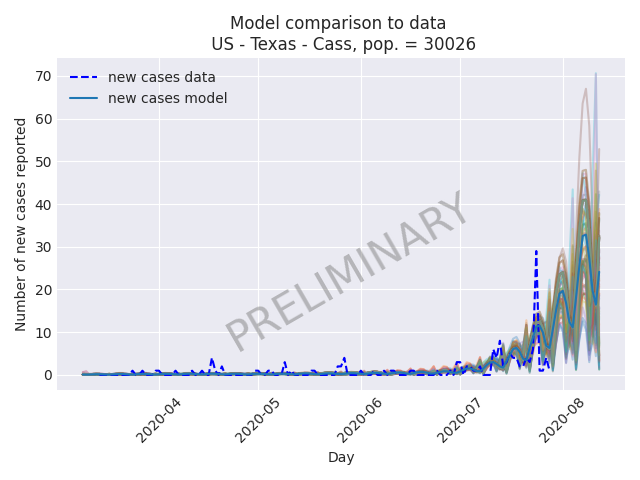 Model comparison to data
US - Texas - Cass, pop. = 30026
new cases data
new cases model
Number of new cases reported
70
60
50
40
30
20
10
0
PRELIMINARY
2020-04
2020-05
2020-06
2020-07
2020-08
Day